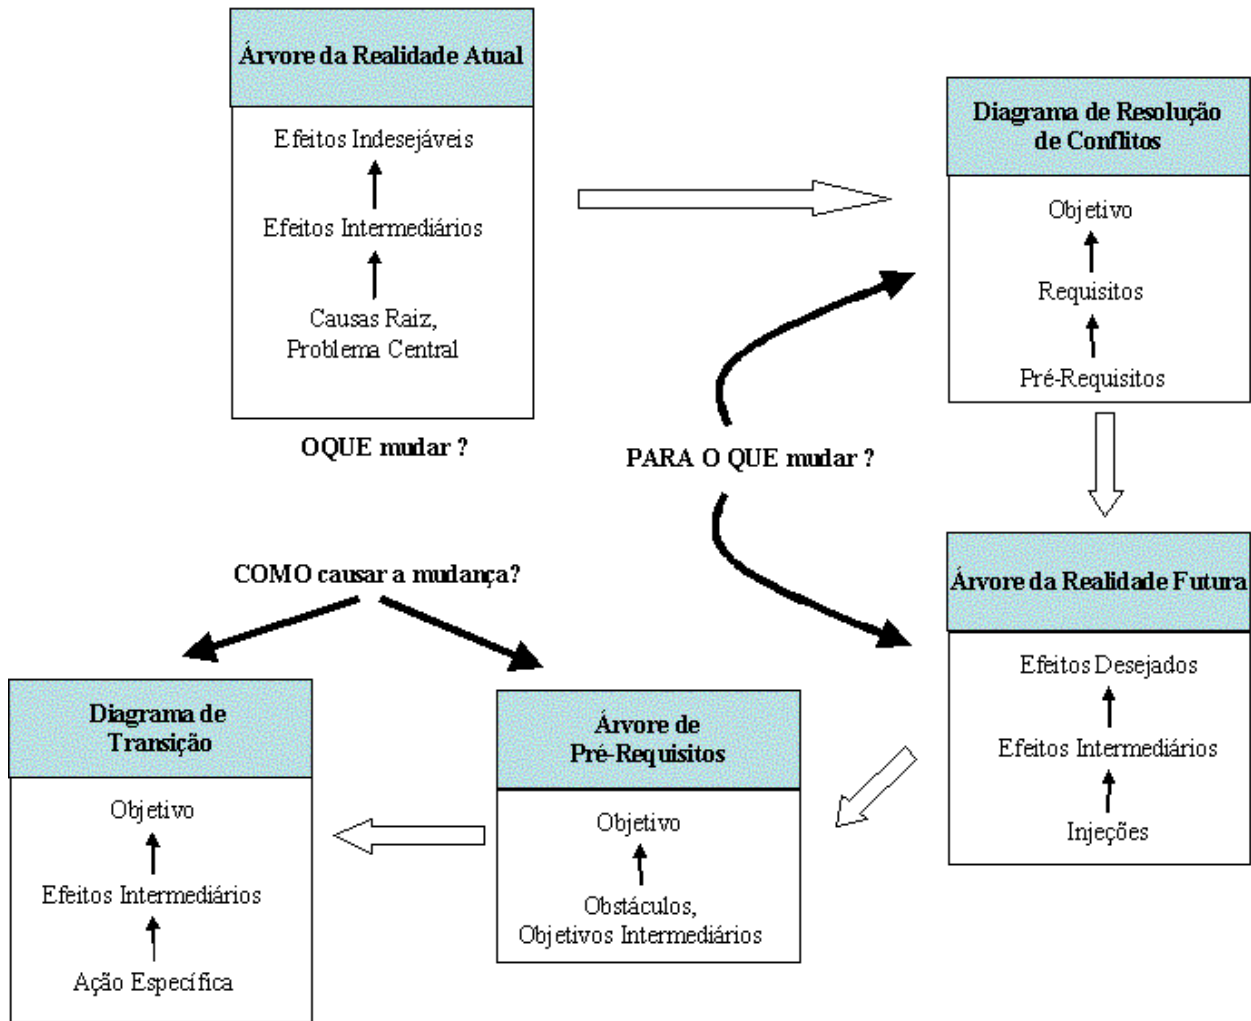 Árvore da Realidade Atual
Efeitos Indesejáveis
Efeitos Intermediários
Causas Raiz,
Problema Central
OQUE mudar ?
Diagrama de Resolução
de Conflitos
Objetivo
Requisitos
Pré-Requisitos
PARA O QUE mudar ?
Árvore da Realidade Futura
Efeitos Desejados
Efeitos Intermediários
Injeções
COMO causar a mudança?
Árvore de
Pré-Requisitos
Objetivo
Obstáculos,
Objetivos Intermediários
Diagrama de
Transição
Objetivo
Efeitos Intermediários
Ação Específica